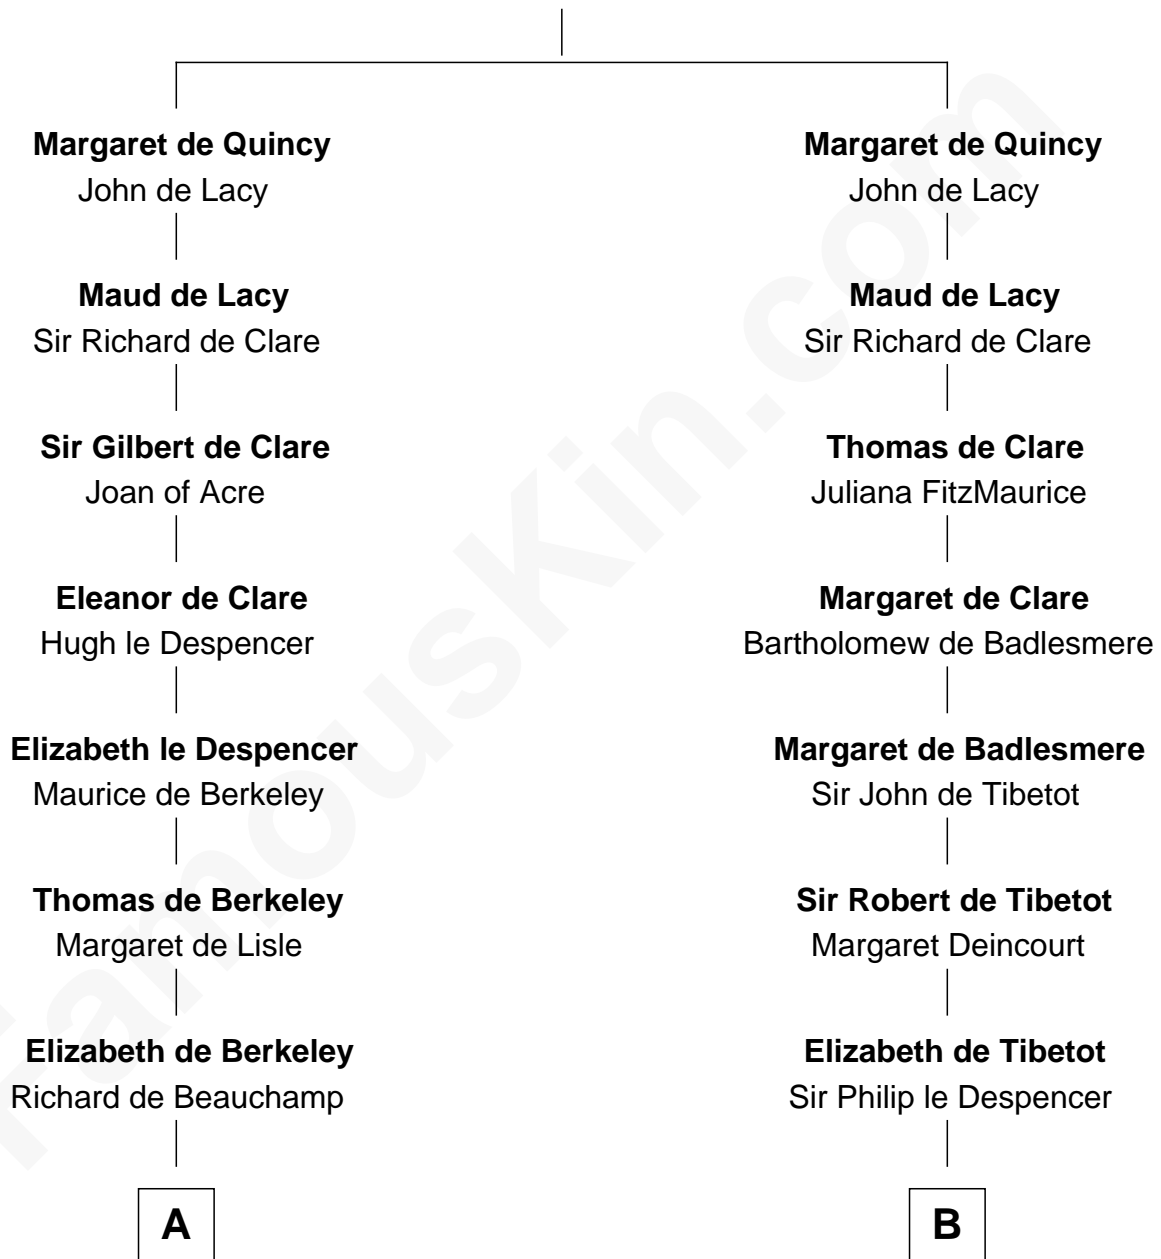 Margaret de Quincy
John de Lacy
Maud de Lacy
Sir Richard de Clare
Sir Gilbert de Clare
Joan of Acre
Eleanor de Clare
Hugh le Despencer
Elizabeth le Despencer
Maurice de Berkeley
Thomas de Berkeley
Margaret de Lisle
Elizabeth de Berkeley
Richard de Beauchamp
A
Margaret de Quincy
John de Lacy
Maud de Lacy
Sir Richard de Clare
Thomas de Clare
Juliana FitzMaurice
Margaret de Clare
Bartholomew de Badlesmere
Margaret de Badlesmere
Sir John de Tibetot
Sir Robert de Tibetot
Margaret Deincourt
Elizabeth de Tibetot
Sir Philip le Despencer
B
FamousKin.com